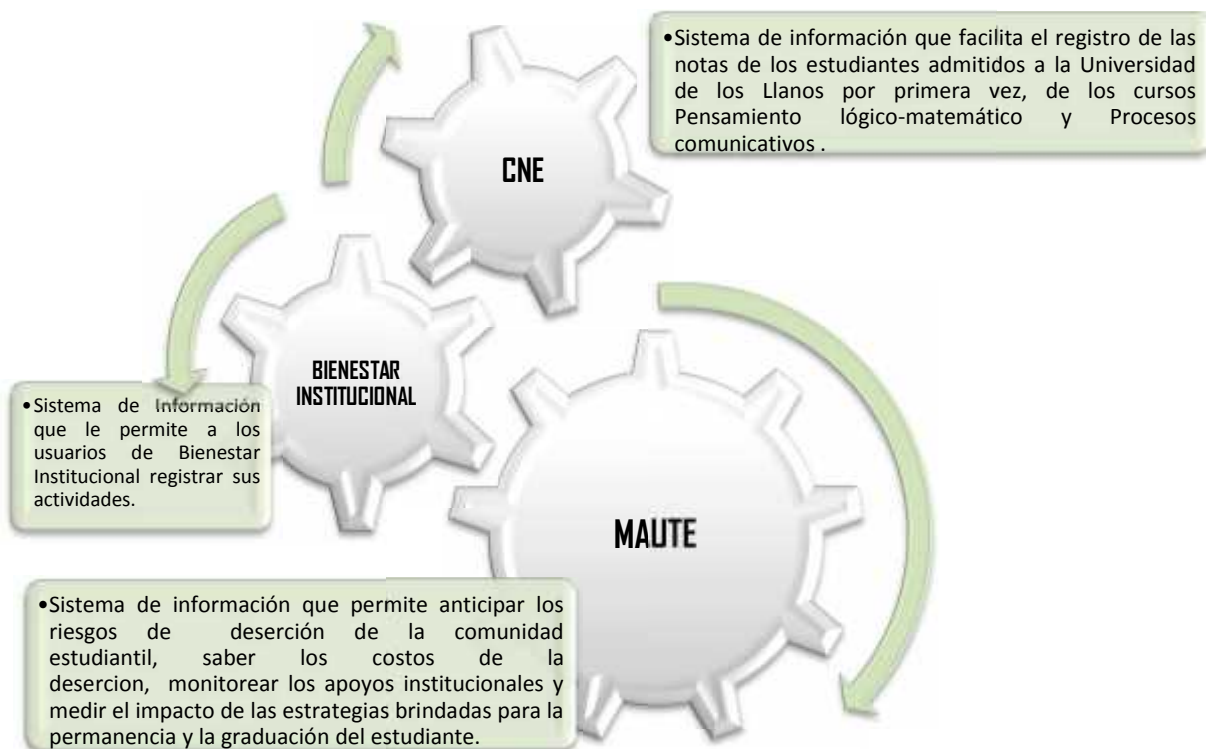 •Sistema de información que facilita el registro de las
notas de los estudiantes admitidos a la Universidad
de los Llanos por primera vez, de los cursos
Pensamiento lógico-matemático y Procesos
comunicativos .
CNE
BIENESTAR
INSTITUCIONAL
•Sistema de Información
que le permite a los
usuarios de Bienestar
Institucional registrar sus
actividades.
MAUTE
•Sistema de información que permite anticipar los
riesgos de deserción de la comunidad
estudiantil, saber los costos de la
desercion, monitorear los apoyos institucionales y
medir el impacto de las estrategias brindadas para la
permanencia y la graduación del estudiante.